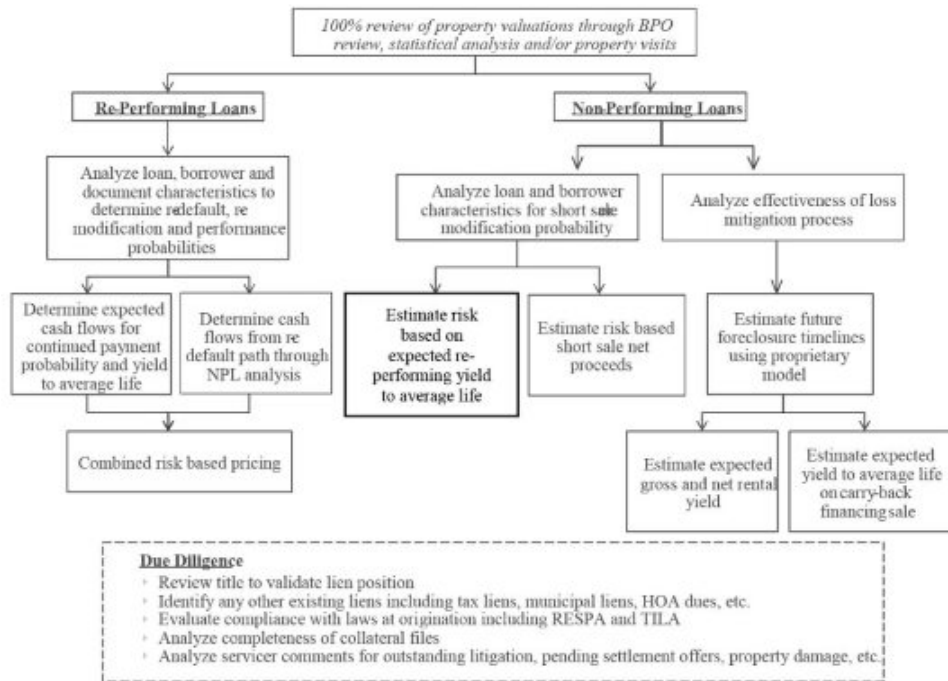 100% review of property valuations through BPO
review, statistical analysis and/or property visits
Re-Performing Loans
Non-Performing Loans
Analyze loan, borrower and
document characteristics to
determine re-default, re
modification and performance
probabilities
Analyze loan and borrower
characteristics for short sale
modification probability
Analyze effectiveness of loss
mitigation process
Determine expected
cash flows for
continued payment
probability and yield
to average life
Determine cash
flows from re
default path through
NPL analysis
Estimate risk
based on
expected re-
performing yield
to average life
Estimate risk based
short sale net
proceeds
Estimate future
foreclosure timelines
using proprietary
model
Combined risk based pricing
Estimate expected
gross and net rental
yield
Estimate expected
yield to average life
on carry-back
financing sale
Due Diligence
Review title to validate lien position
Identify any other existing liens including tax liens, municipal liens, HOA dues, etc.
Evaluate compliance with laws at origination including RESPA and TILA
Analyze completeness of collateral files
Analyze servicer comments for outstanding litigation, pending settlement offers, property damage, etc.